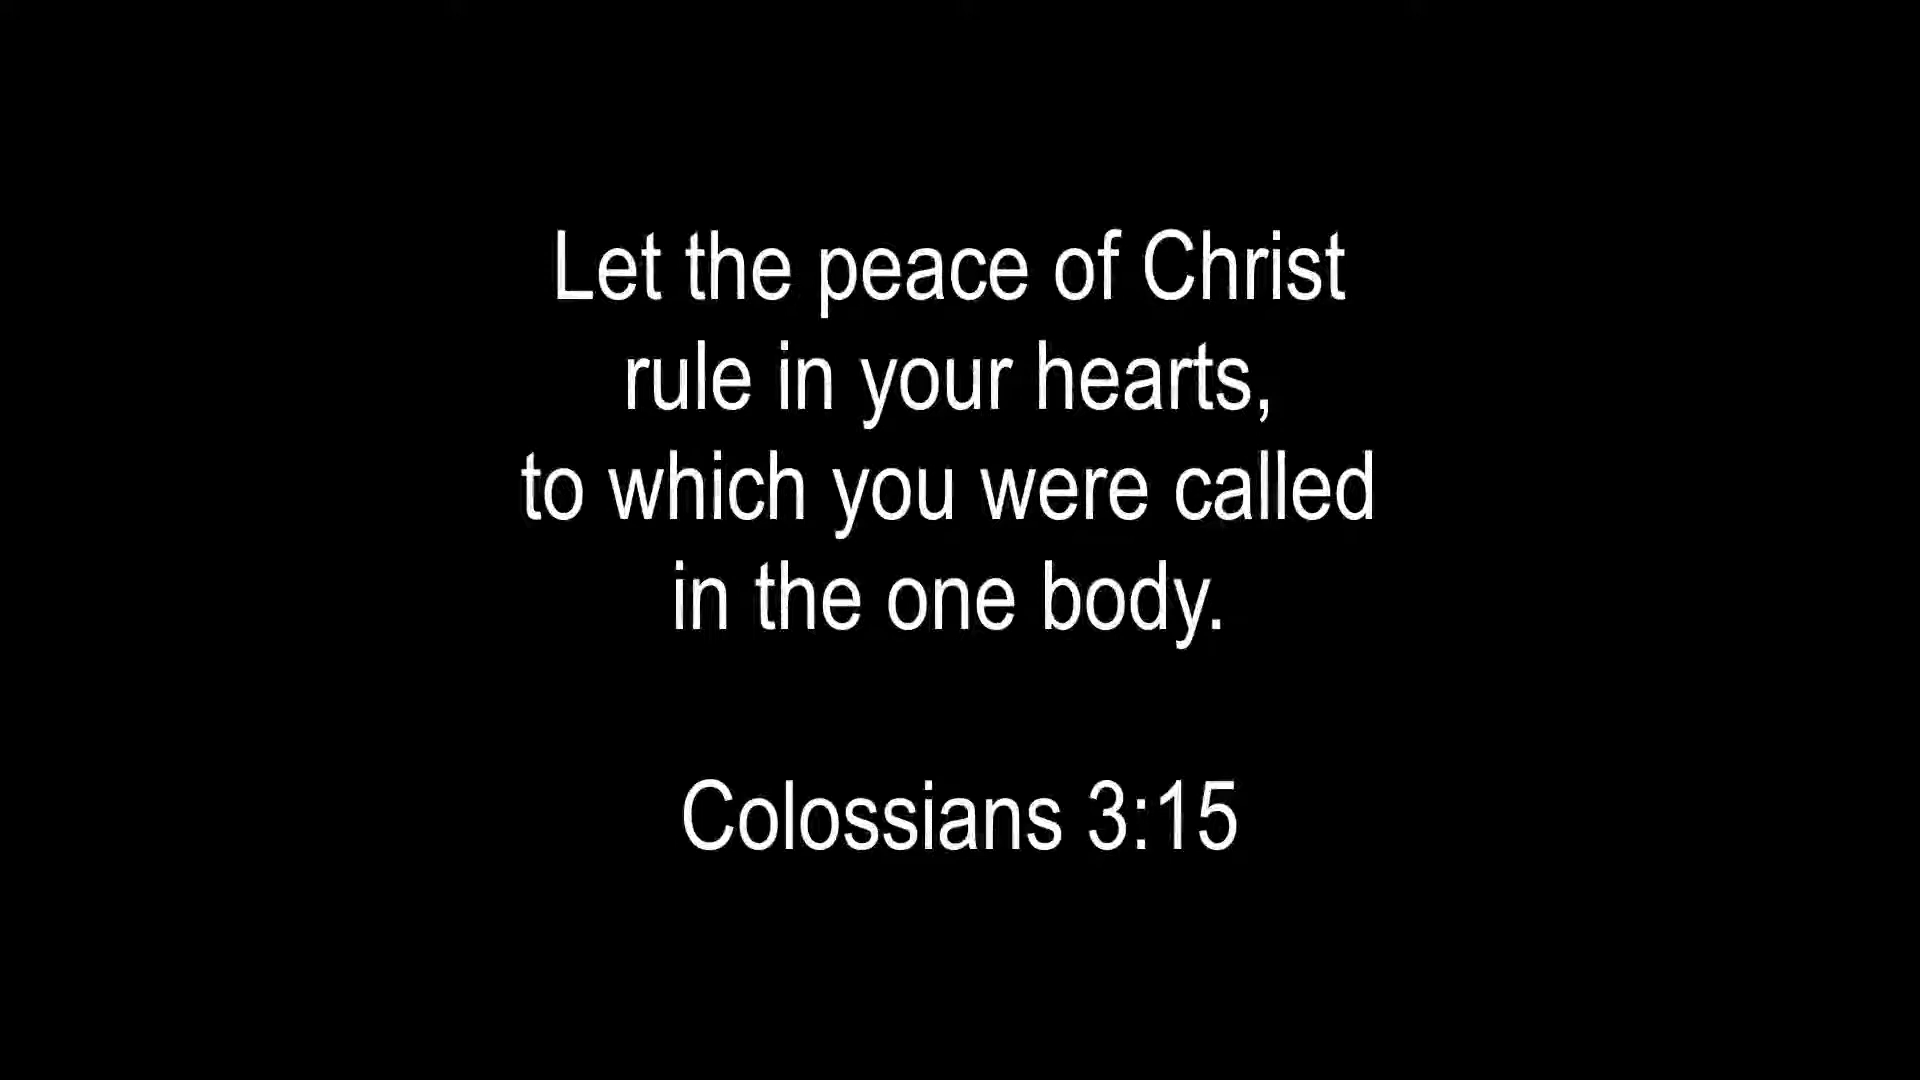 Let the peace of Christ
rule in your hearts,
to which you were called
in the one body.
Colossians 3:15